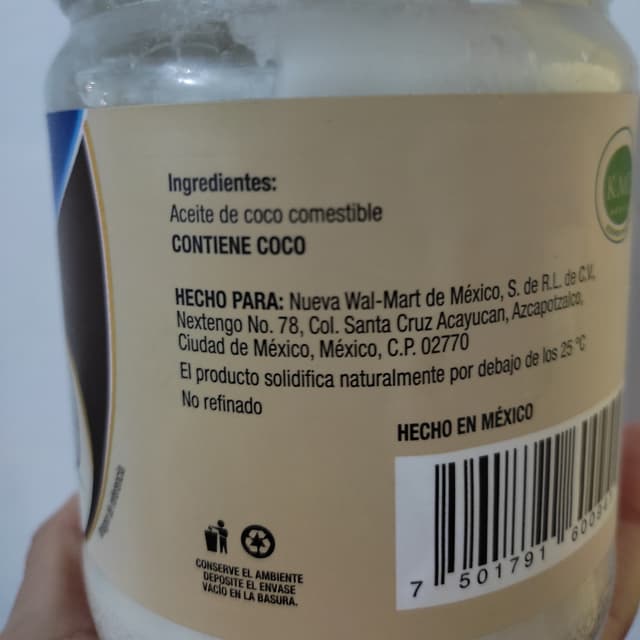 Ingredientes:
Aceite de coco comestible
CONTIENE COCO
HECHO PARA: Nueva Wal-Mart de México, S. de R.L. de C.V.,
Nextengo No. 78, Col. Santa Cruz Acayucan, Azcapotzalco,
Ciudad de México, México, C.P. 02770
El producto solidifica naturalmente por debajo de los 25 °C
No refinado
HECHO EN MÉXICO
CONSERVE EL AMBIENTE
DEPOSITE EL ENVASE
VACÍO EN LA BASURA.
7 501791 6008